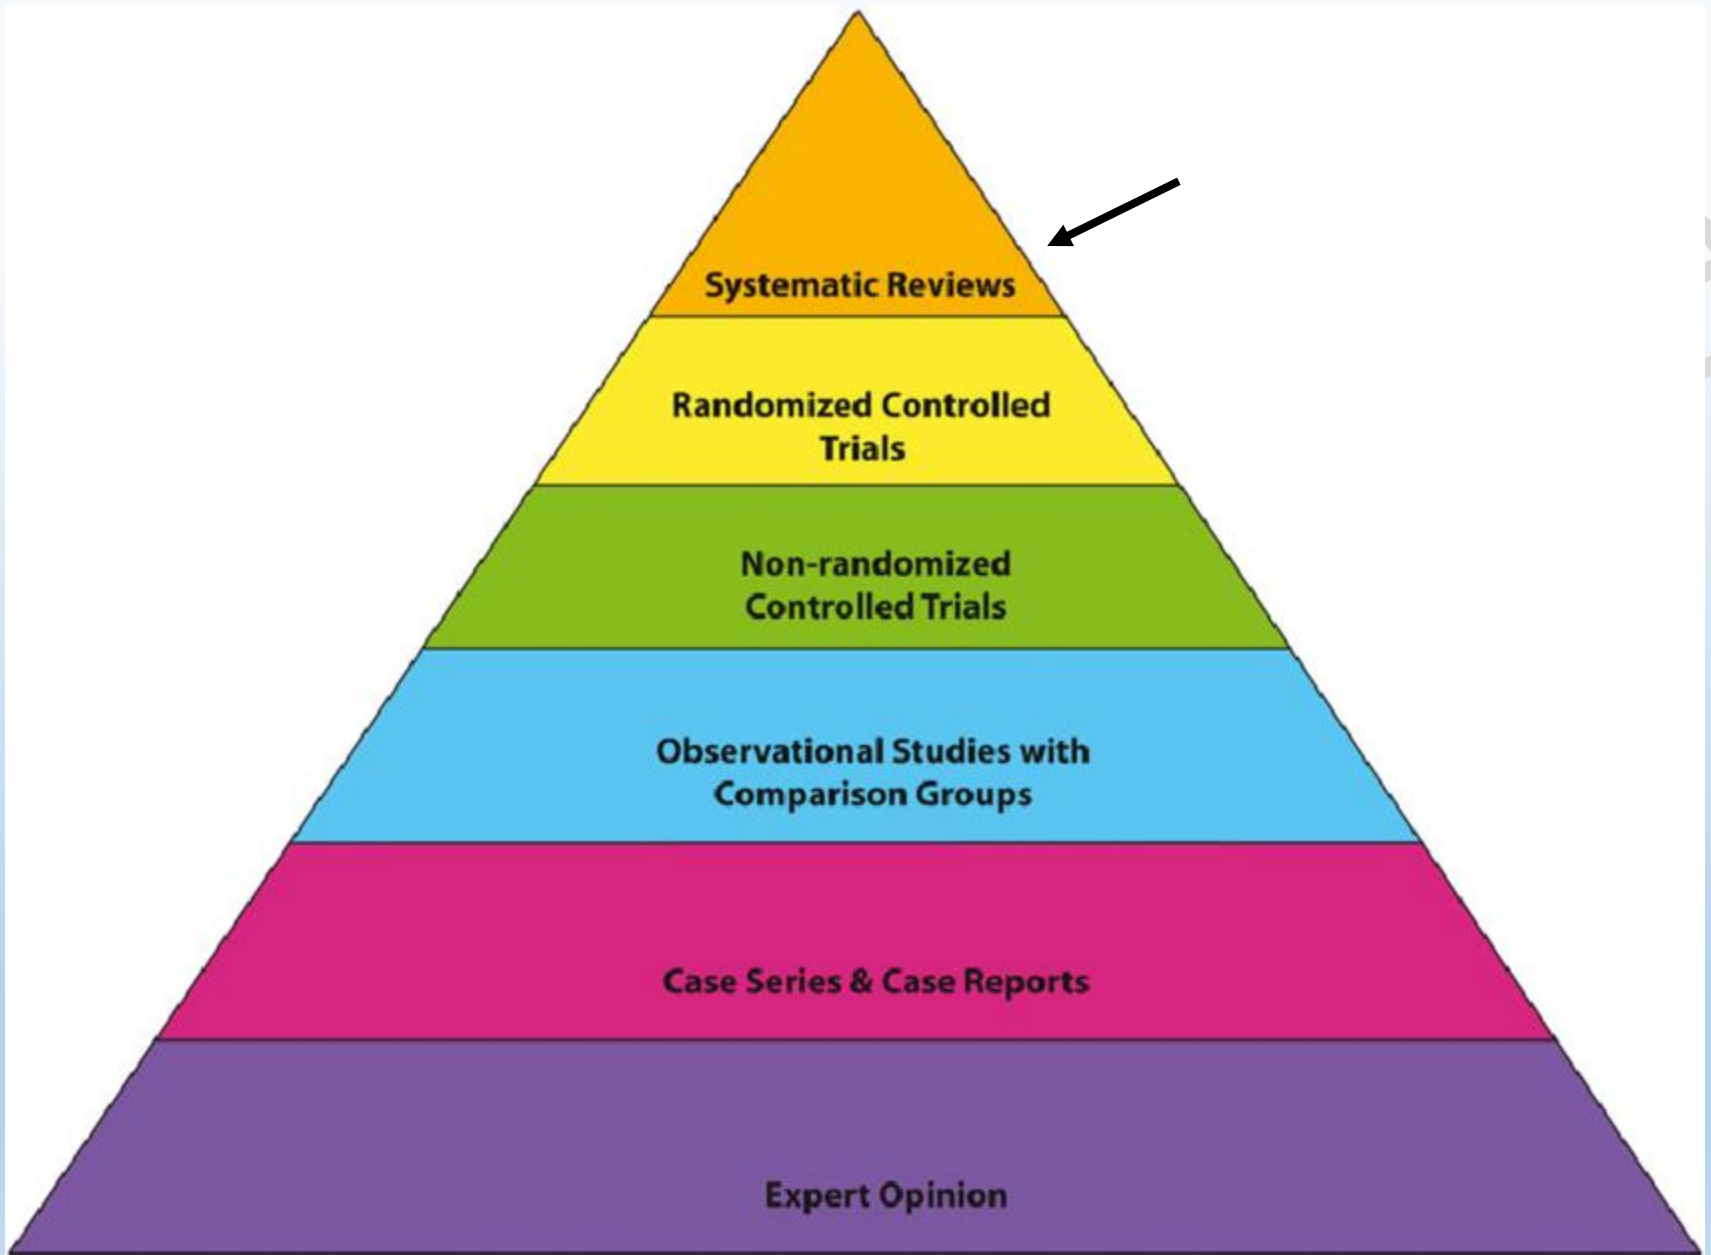 Systematic Reviews
Randomized Controlled
Trials
Non-randomized
Controlled Trials
Observational Studies with
Comparison Groups
Case Series & Case Reports
Expert Opinion